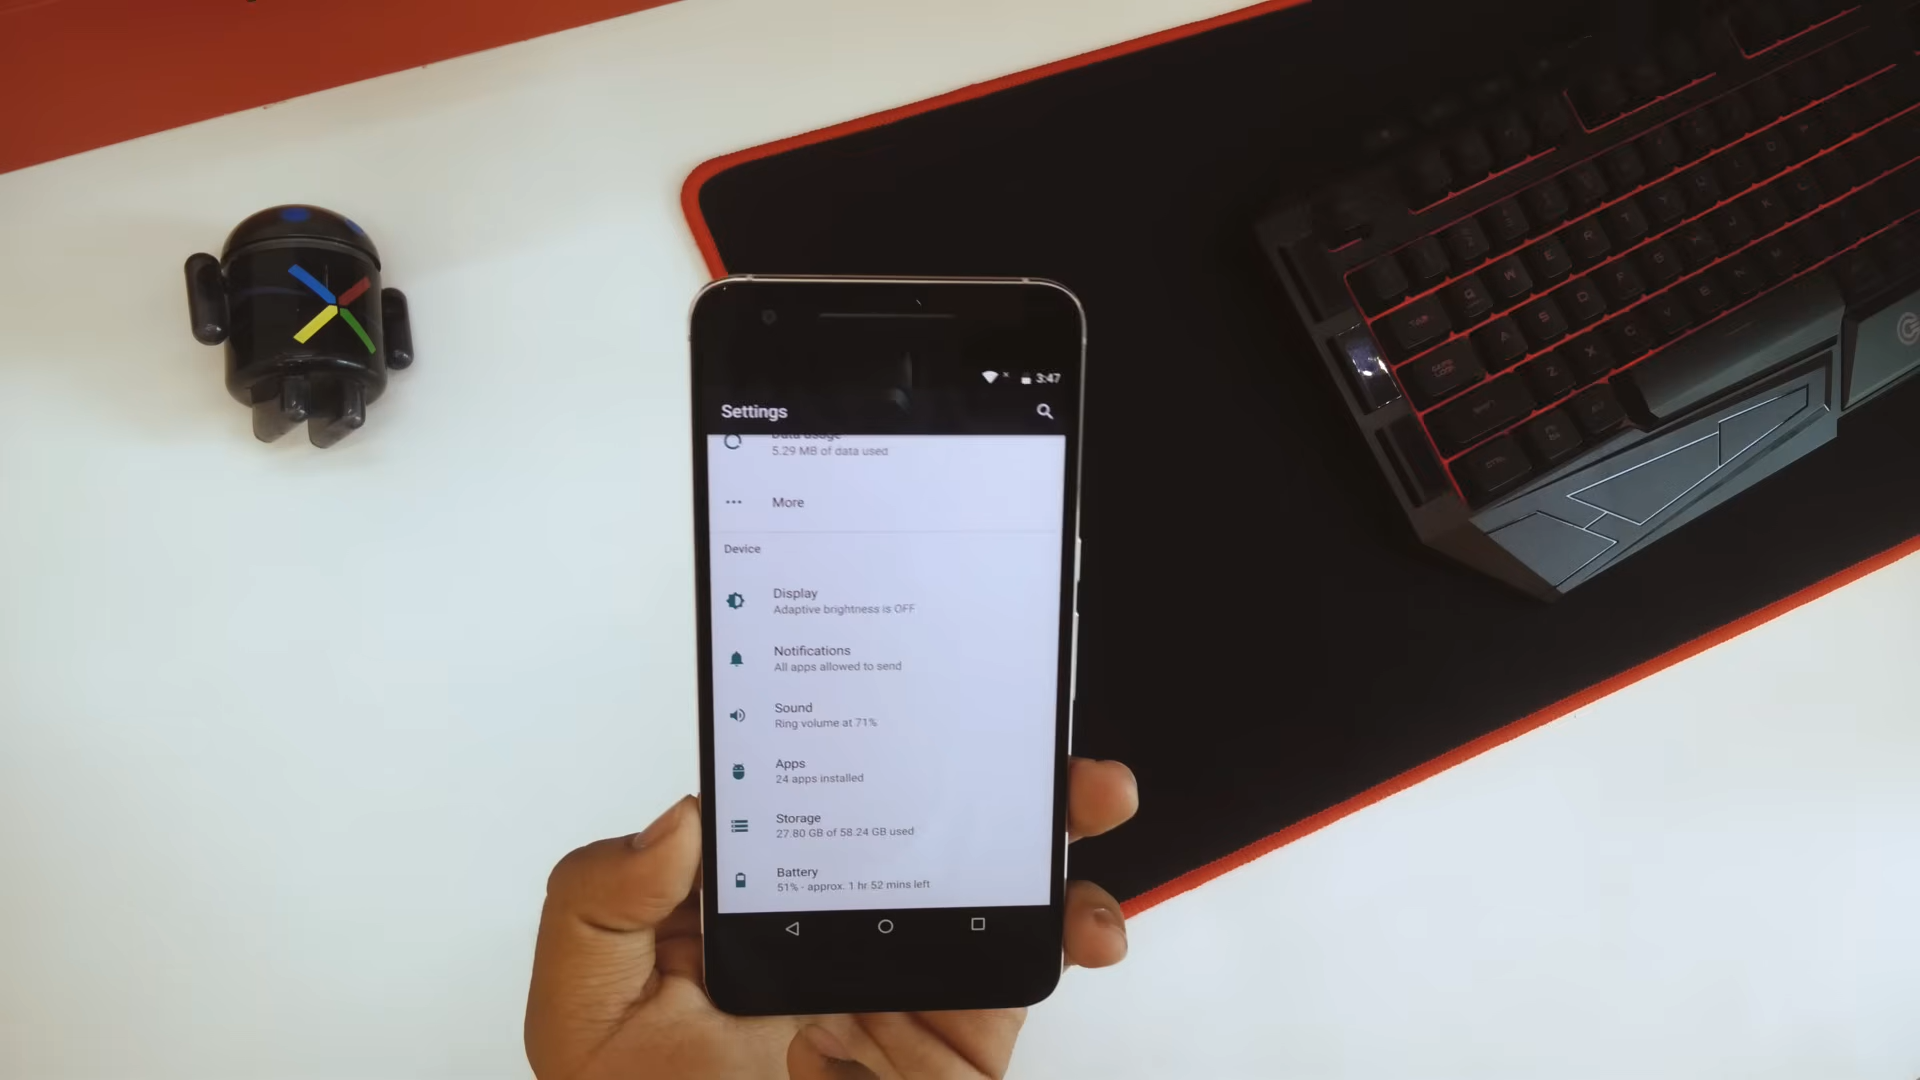 3:47
Settings
Data usage
5.29 MB of data used
More
Device
Display
Adaptive brightness is OFF
Notifications
All apps allowed to send
Sound
Ring volume at 71%
Apps
24 apps installed
Storage
27.80 GB of 58.24 GB used
Battery
51% - approx. 1 hr 52 mins left